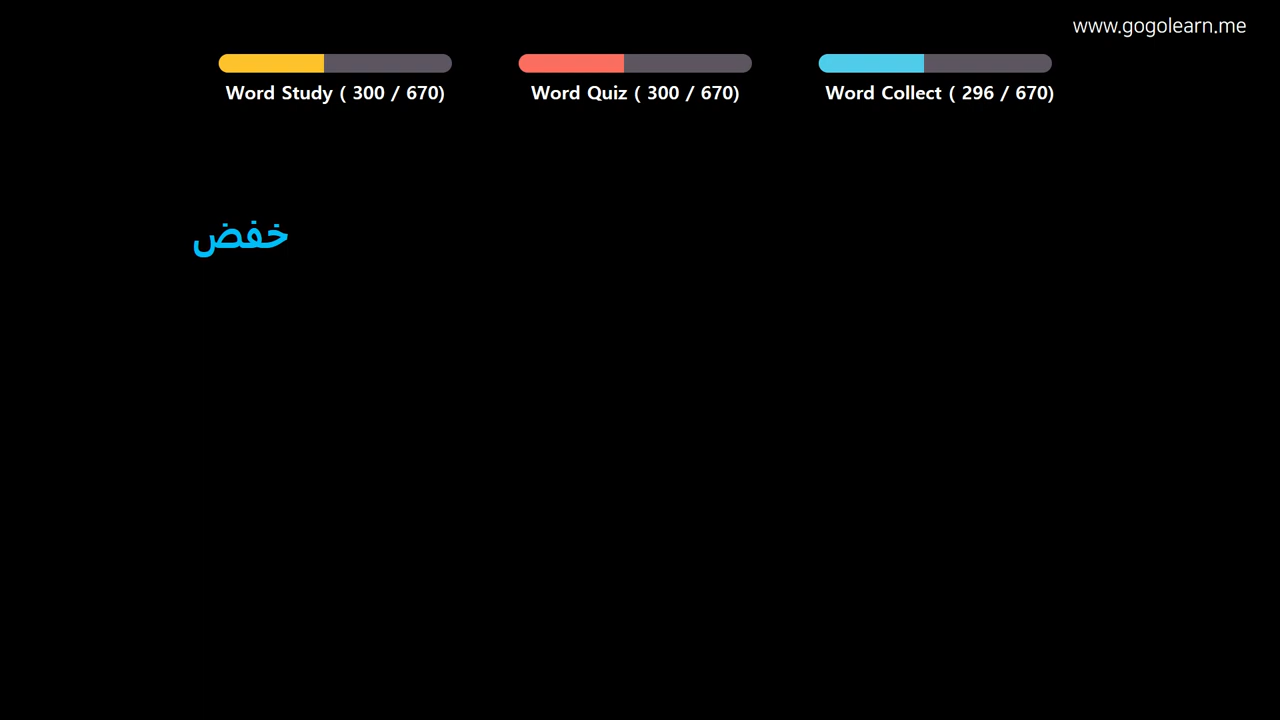 www.gogolearn.me
Word Study ( 300 / 670)
Word Quiz ( 300 / 670)
Word Collect ( 296 / 670)
خفض